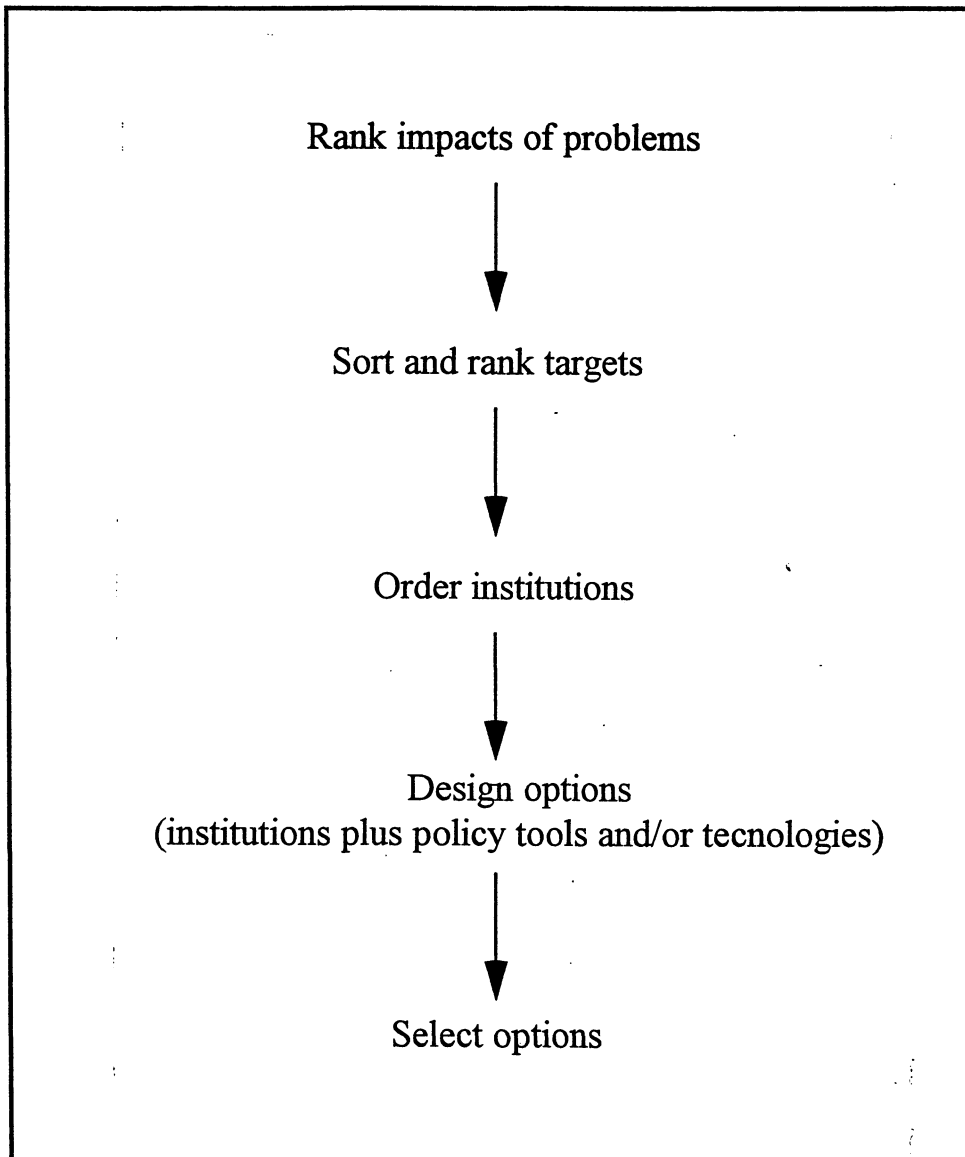 Rank impacts of problems
Sort and rank targets
Order institutions
Design options
(institutions plus policy tools and/or tecnologies)
Select options